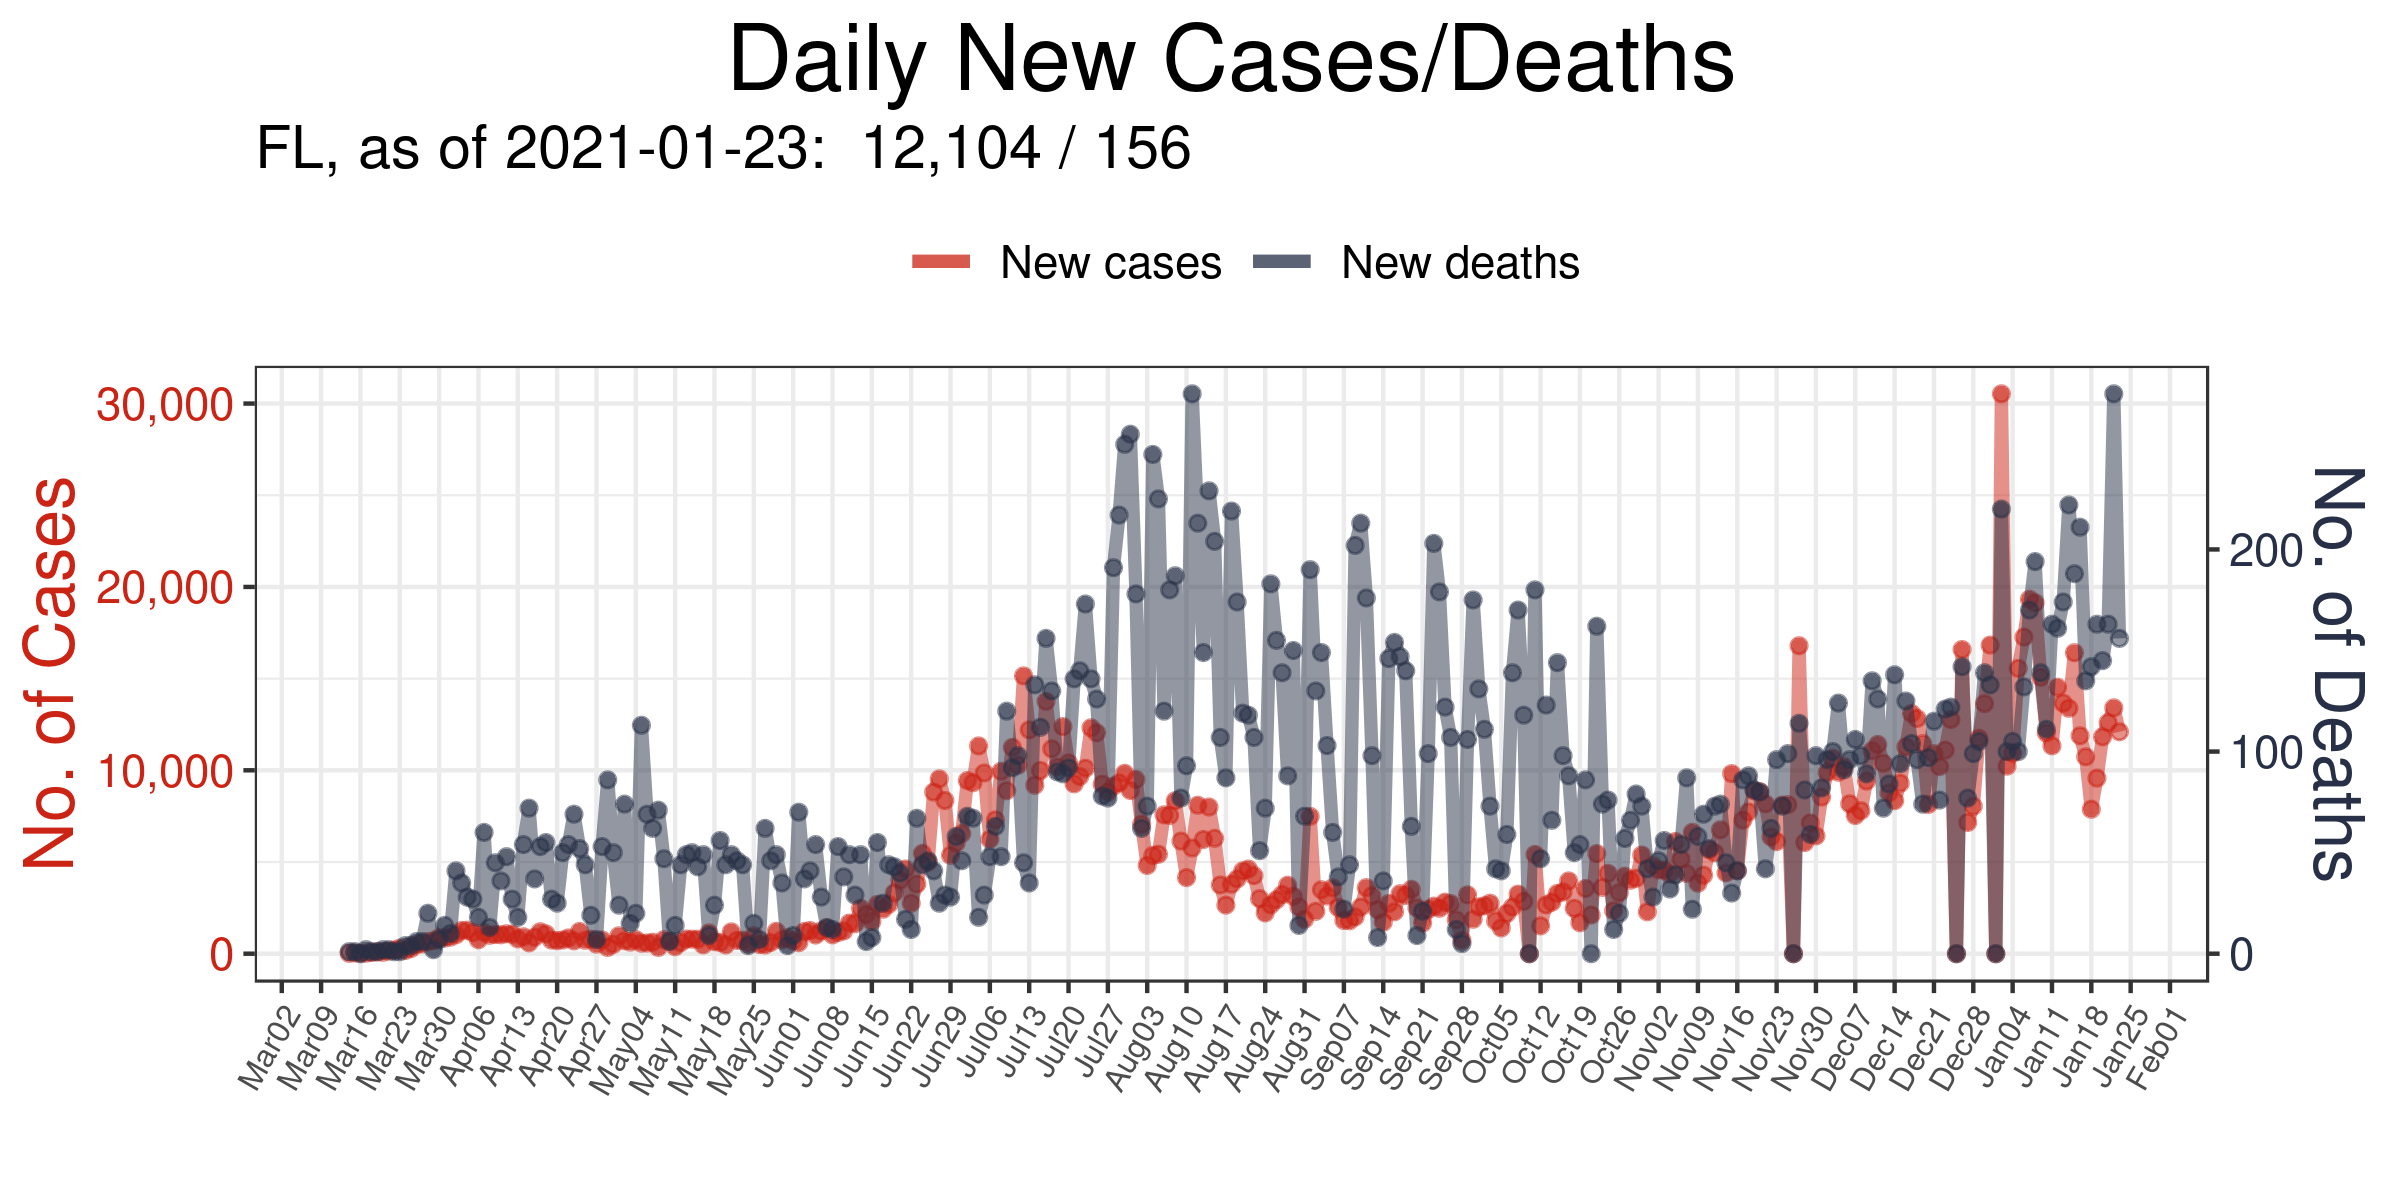 Daily New Cases/Deaths
FL, as of 2021-01-23: 12,104 / 156
New cases New deaths
No. of Cases
30,000
20,000
10,000
0
200
100
0
No. of Deaths
Mar02 Mar09 Mar16 Mar23 Mar30 Apr06 Apr13 Apr20 Apr27 May04 May11 May18 May25 Jun01 Jun08 Jun15 Jun22 Jun29 Jul06 Jul13 Jul20 Jul27 Aug03 Aug10 Aug17 Aug24 Aug31 Sep07 Sep14 Sep21 Sep28 Oct05 Oct12 Oct19 Oct26 Nov02 Nov09 Nov16 Nov23 Nov30 Dec07 Dec14 Dec21 Dec28 Jan04 Jan11 Jan18 Jan25 Feb01